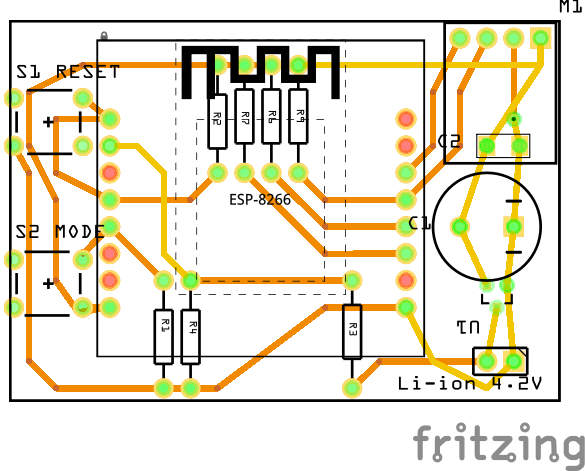 M1
S1 RESET
R2
R7
R6
R5
C2
ESP-8266
C1
S2 MODE
U1
R1
R4
R3
Li-ion 4.2V
fritzing